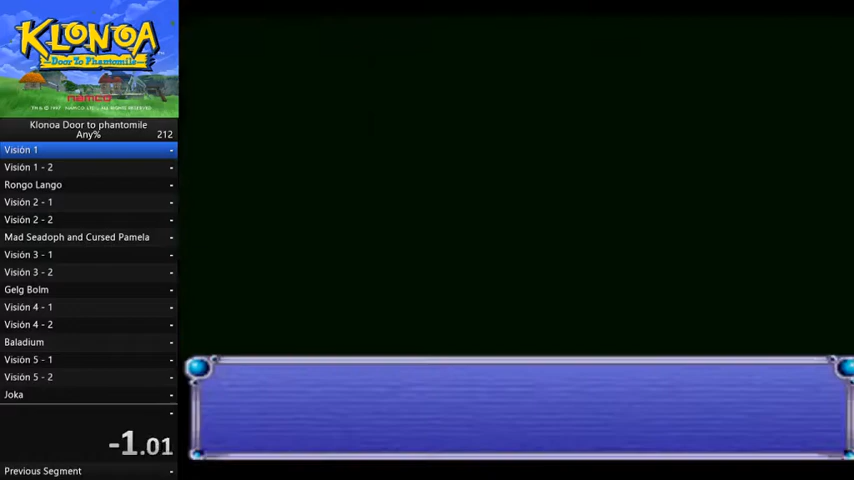 KLONOA
Door To Phantomile
namco
Klonoa Door to phantomile
Any% 212
Visión 1 -
Visión 1 - 2 -
Rongo Lango -
Visión 2 - 1 -
Visión 2 - 2 -
Mad Seadoph and Cursed Pamela -
Visión 3 - 1 -
Visión 3 - 2 -
Gelg Bolm -
Visión 4 - 1 -
Visión 4 - 2 -
Baladium -
Visión 5 - 1 -
Visión 5 - 2 -
Joka -
-
-1.01
Previous Segment -